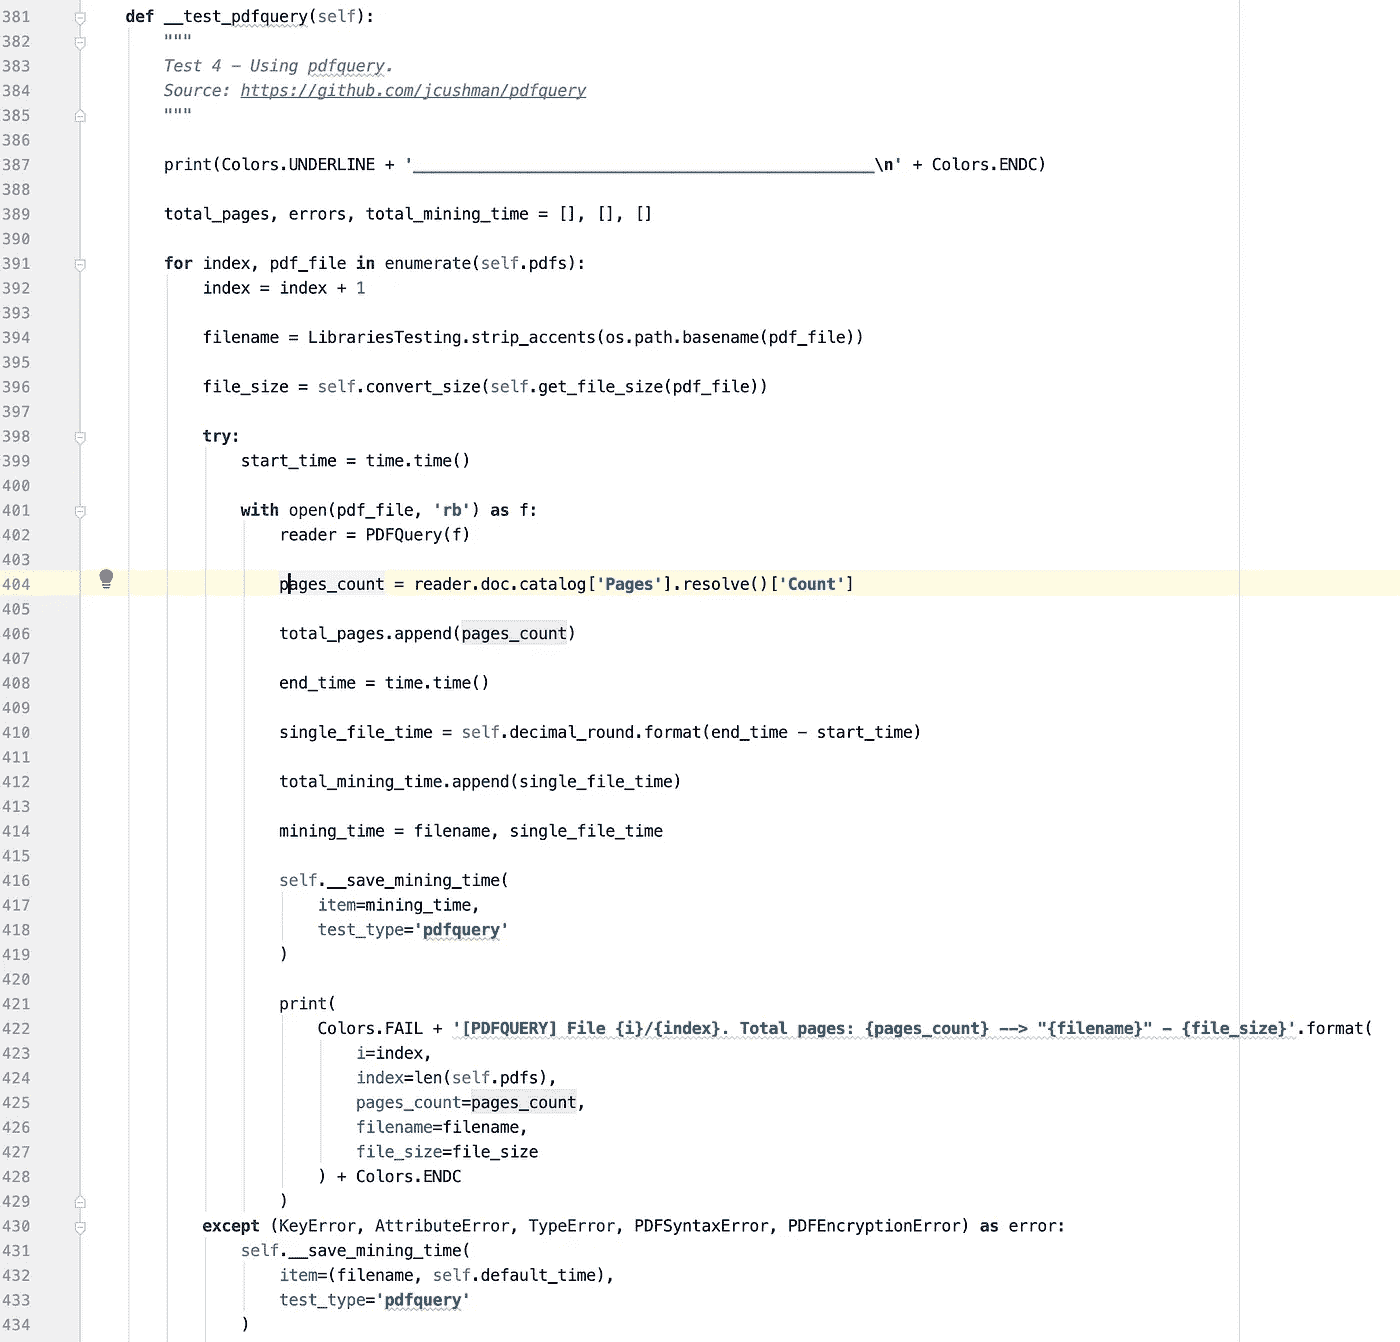 381 def __test_pdfquery(self):
382 """
383 Test 4 - Using pdfquery.
384 Source: https://github.com/jcushman/pdfquery
385 """
386
387 print(Colors.UNDERLINE + '________________________________________________\n' + Colors.ENDC)
388
389 total_pages, errors, total_mining_time = [], [], []
390
391 for index, pdf_file in enumerate(self.pdfs):
392 index = index + 1
393
394 filename = LibrariesTesting.strip_accents(os.path.basename(pdf_file))
395
396 file_size = self.convert_size(self.get_file_size(pdf_file))
397
398 try:
399 start_time = time.time()
400
401 with open(pdf_file, 'rb') as f:
402 reader = PDFQuery(f)
403
404 pages_count = reader.doc.catalog['Pages'].resolve()['Count']
405
406 total_pages.append(pages_count)
407
408 end_time = time.time()
409
410 single_file_time = self.decimal_round.format(end_time - start_time)
411
412 total_mining_time.append(single_file_time)
413
414 mining_time = filename, single_file_time
415
416 self.__save_mining_time(
417 item=mining_time,
418 test_type='pdfquery'
419 )
420
421 print(
422 Colors.FAIL + '[PDFQUERY] File {i}/{index}. Total pages: {pages_count} --> "{filename}" - {file_size}'.format(
423 i=index,
424 index=len(self.pdfs),
425 pages_count=pages_count,
426 filename=filename,
427 file_size=file_size
428 ) + Colors.ENDC
429 )
430 except (KeyError, AttributeError, TypeError, PDFSyntaxError, PDFEncryptionError) as error:
431 self.__save_mining_time(
432 item=(filename, self.default_time),
433 test_type='pdfquery'
434 )